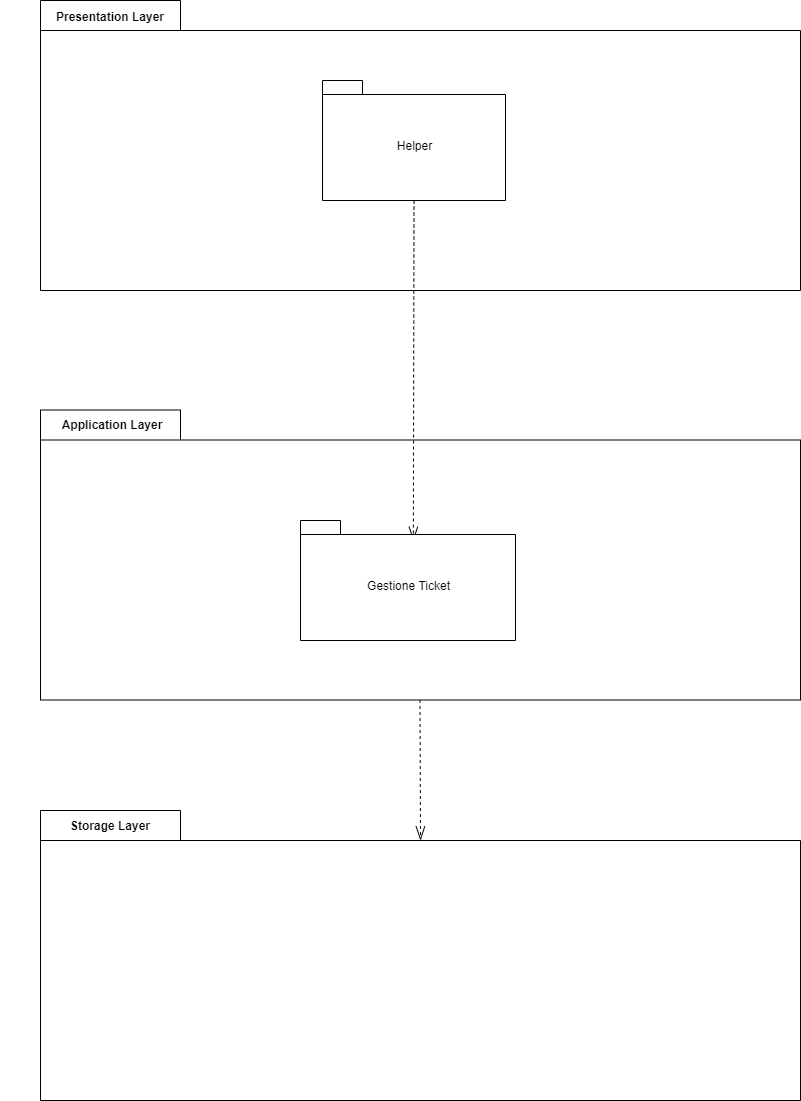 Presentation Layer
Helper
Application Layer
Gestione Ticket
Storage Layer